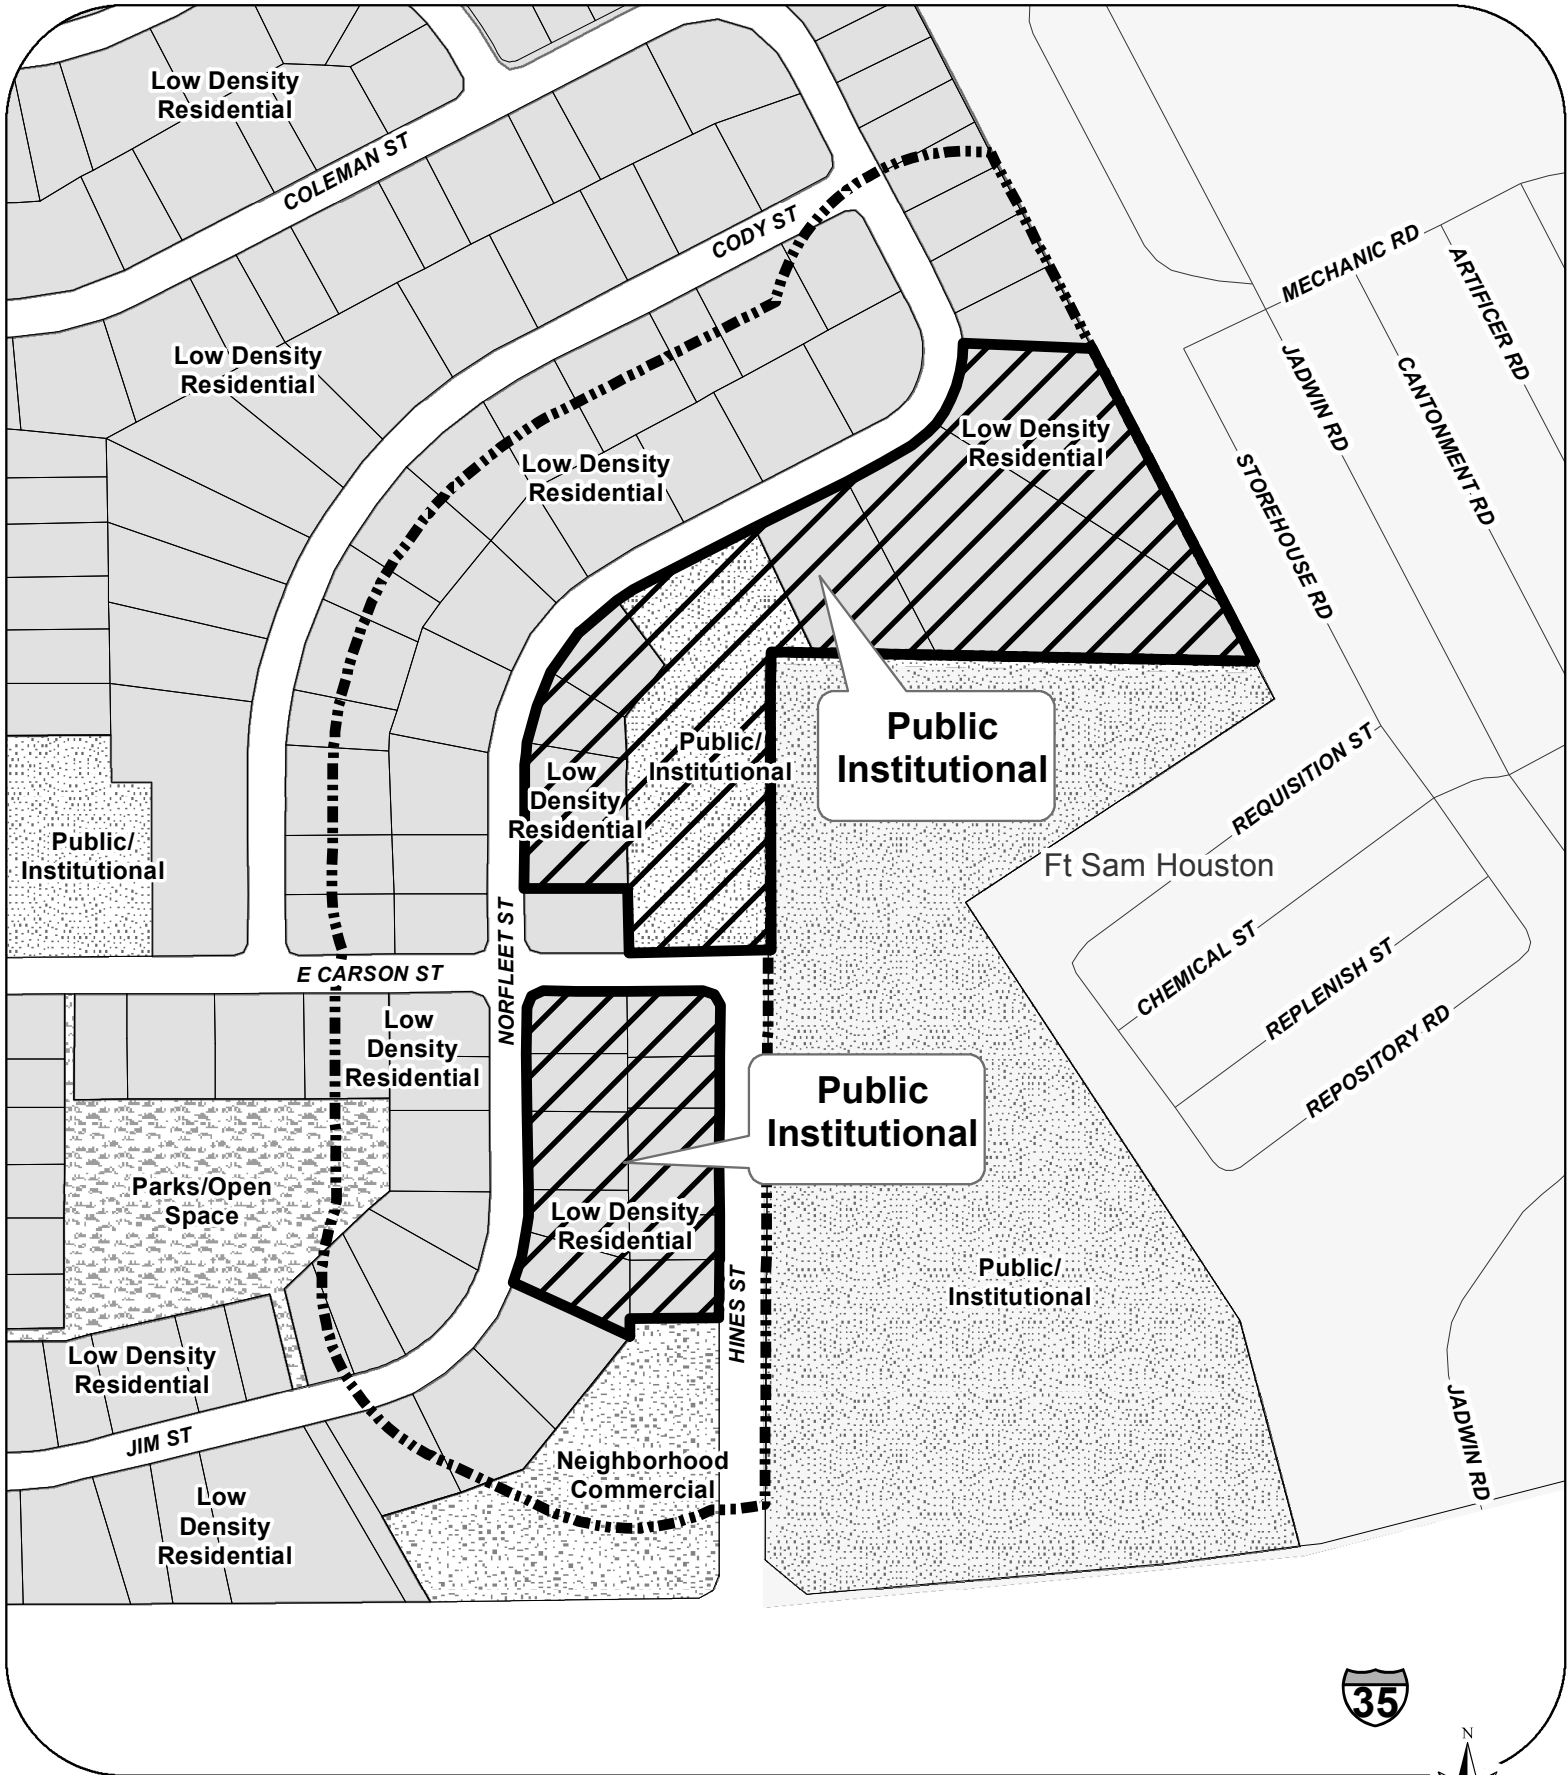 Low Density
Residential
COLEMAN ST
CODY ST
MECHANIC RD
ARTIFICER RD
JADWIN RD
CANTONMENT RD
Low Density
Residential
Low Density
Residential
Low Density
Residential
STOREHOUSE RD
Public
Institutional
Public/
Institutional
Low
Density
Residential
REQUISITION ST
Public/
Institutional
Ft Sam Houston
NORFLEET ST
E CARSON ST
CHEMICAL ST
REPLENISH ST
REPOSITORY RD
Low
Density
Residential
Public
Institutional
Parks/Open
Space
Low Density
Residential
Public/
Institutional
HINES ST
Low Density
Residential
JIM ST
JADWIN RD
Neighborhood
Commercial
Low
Density
Residential
35
N